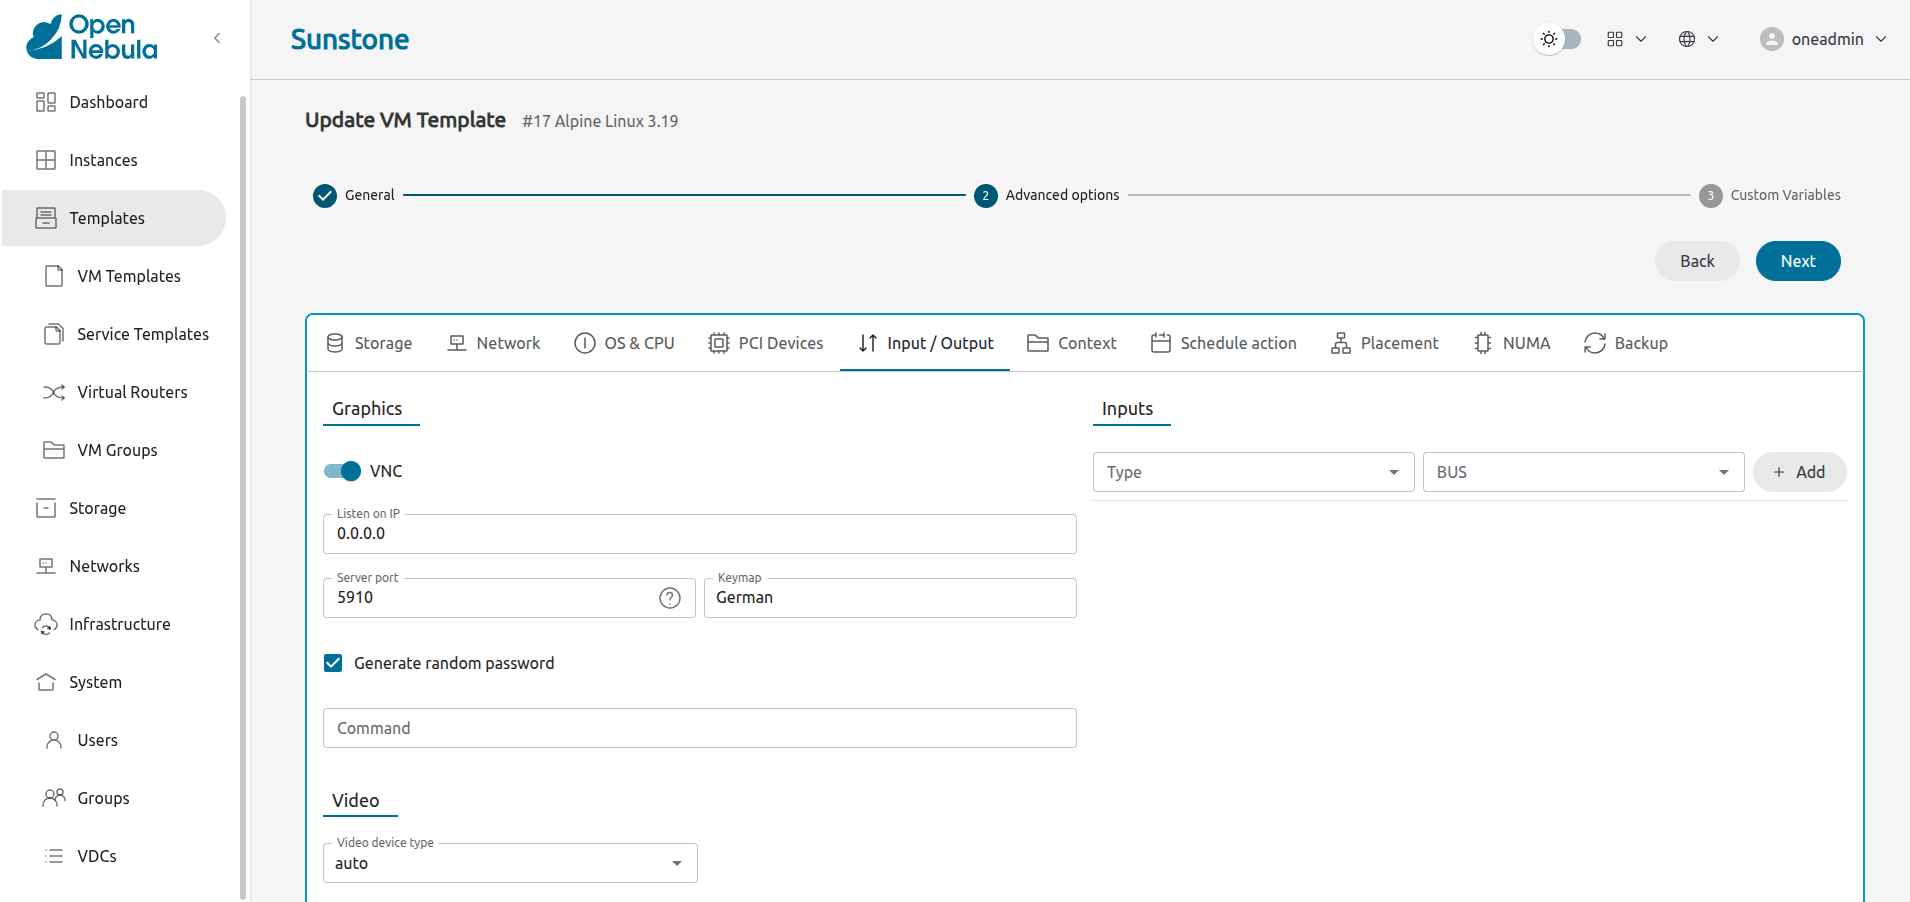 Open
Nebula
Sunstone
oneadmin
Dashboard
Instances
Templates
VM Templates
Service Templates
Virtual Routers
VM Groups
Storage
Networks
Infrastructure
System
Users
Groups
VDCs
Update VM Template #17 Alpine Linux 3.19
General
2 Advanced options
3 Custom Variables
Back
Next
Storage
Network
OS & CPU
PCI Devices
Input / Output
Context
Schedule action
Placement
NUMA
Backup
Graphics
VNC
Listen on IP
0.0.0.0
Server port
5910
?
Keymap
German
Generate random password
Command
Video
Video device type
auto
Inputs
Type
BUS
+ Add